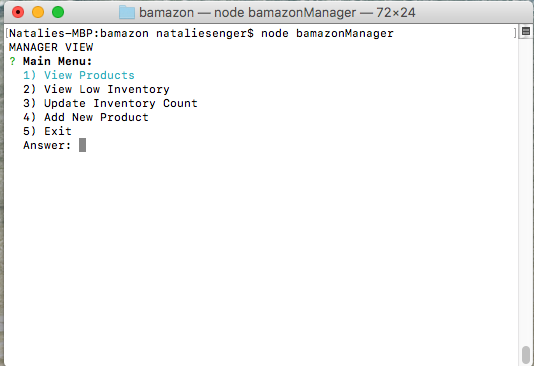 bamazon — node bamazonManager — 72×24
[Natalies-MBP:bamazon nataliesenger$ node bamazonManager ]
MANAGER VIEW
? Main Menu:
1) View Products
2) View Low Inventory
3) Update Inventory Count
4) Add New Product
5) Exit
Answer: